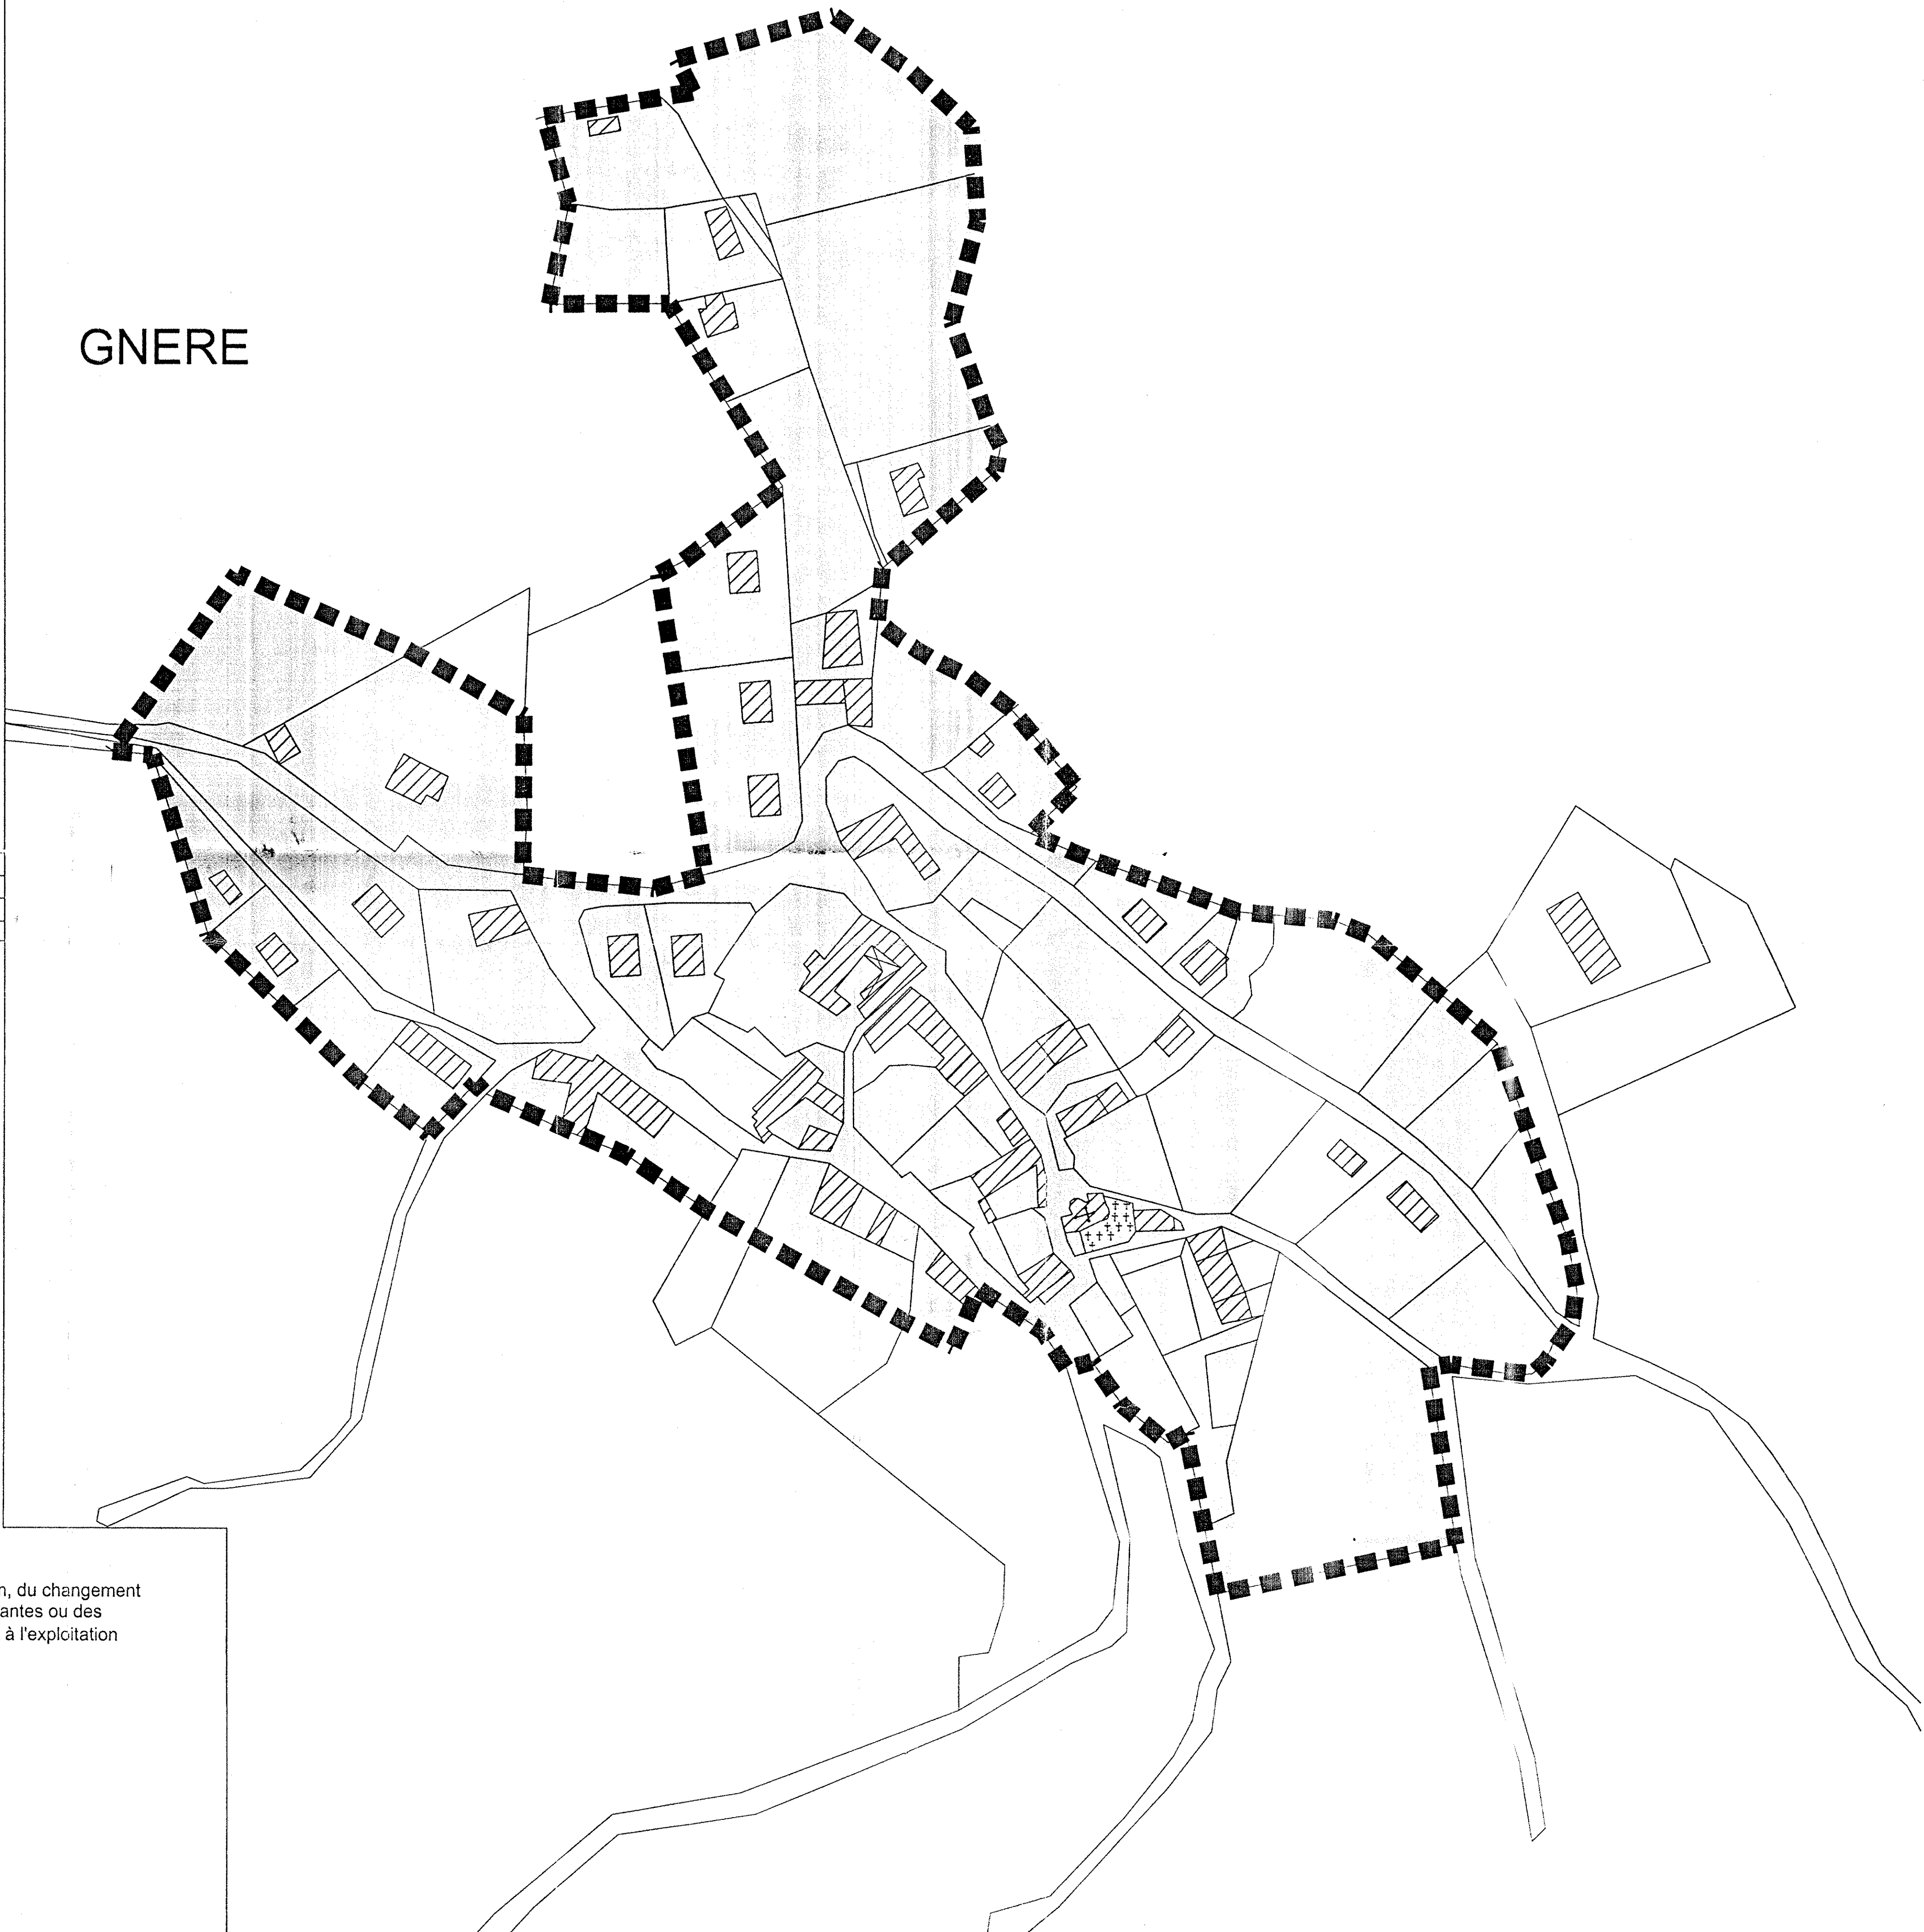 GNERE
, du changement
antes ou des
à l'exploitation